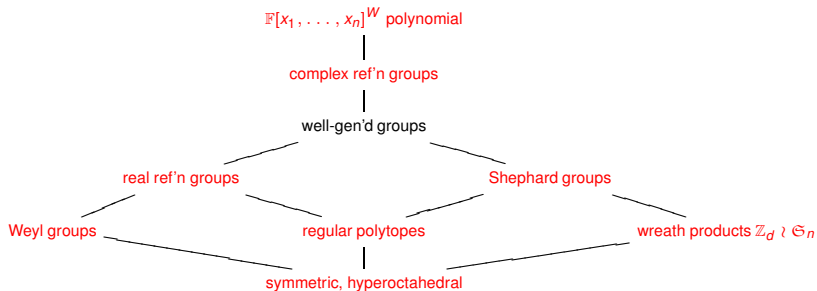 𝔽[x₁, . . . , xₙ]ᵂ polynomial
complex ref'n groups
well-gen'd groups
real ref'n groups
Shephard groups
Weyl groups
regular polytopes
wreath products ℤ_d ≀ 𝔖ₙ
symmetric, hyperoctahedral